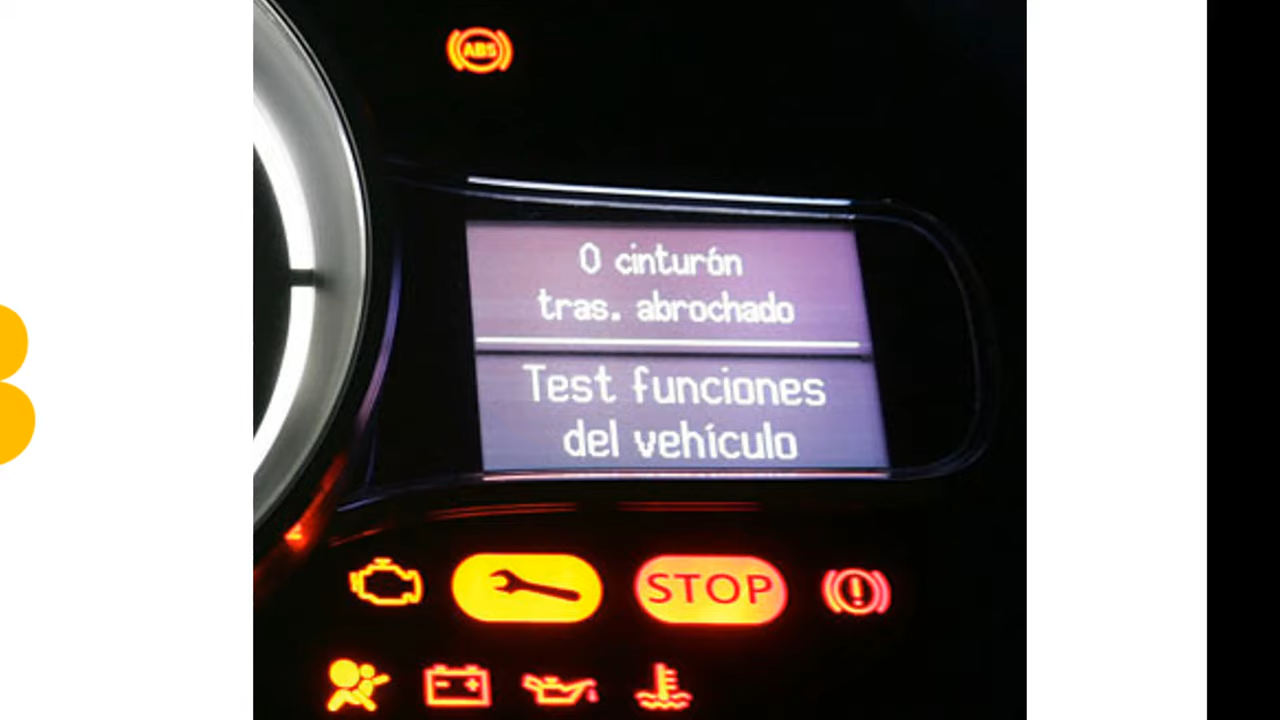 ABS
0 cinturón
tras. abrochado
Test funciones
del vehículo
STOP